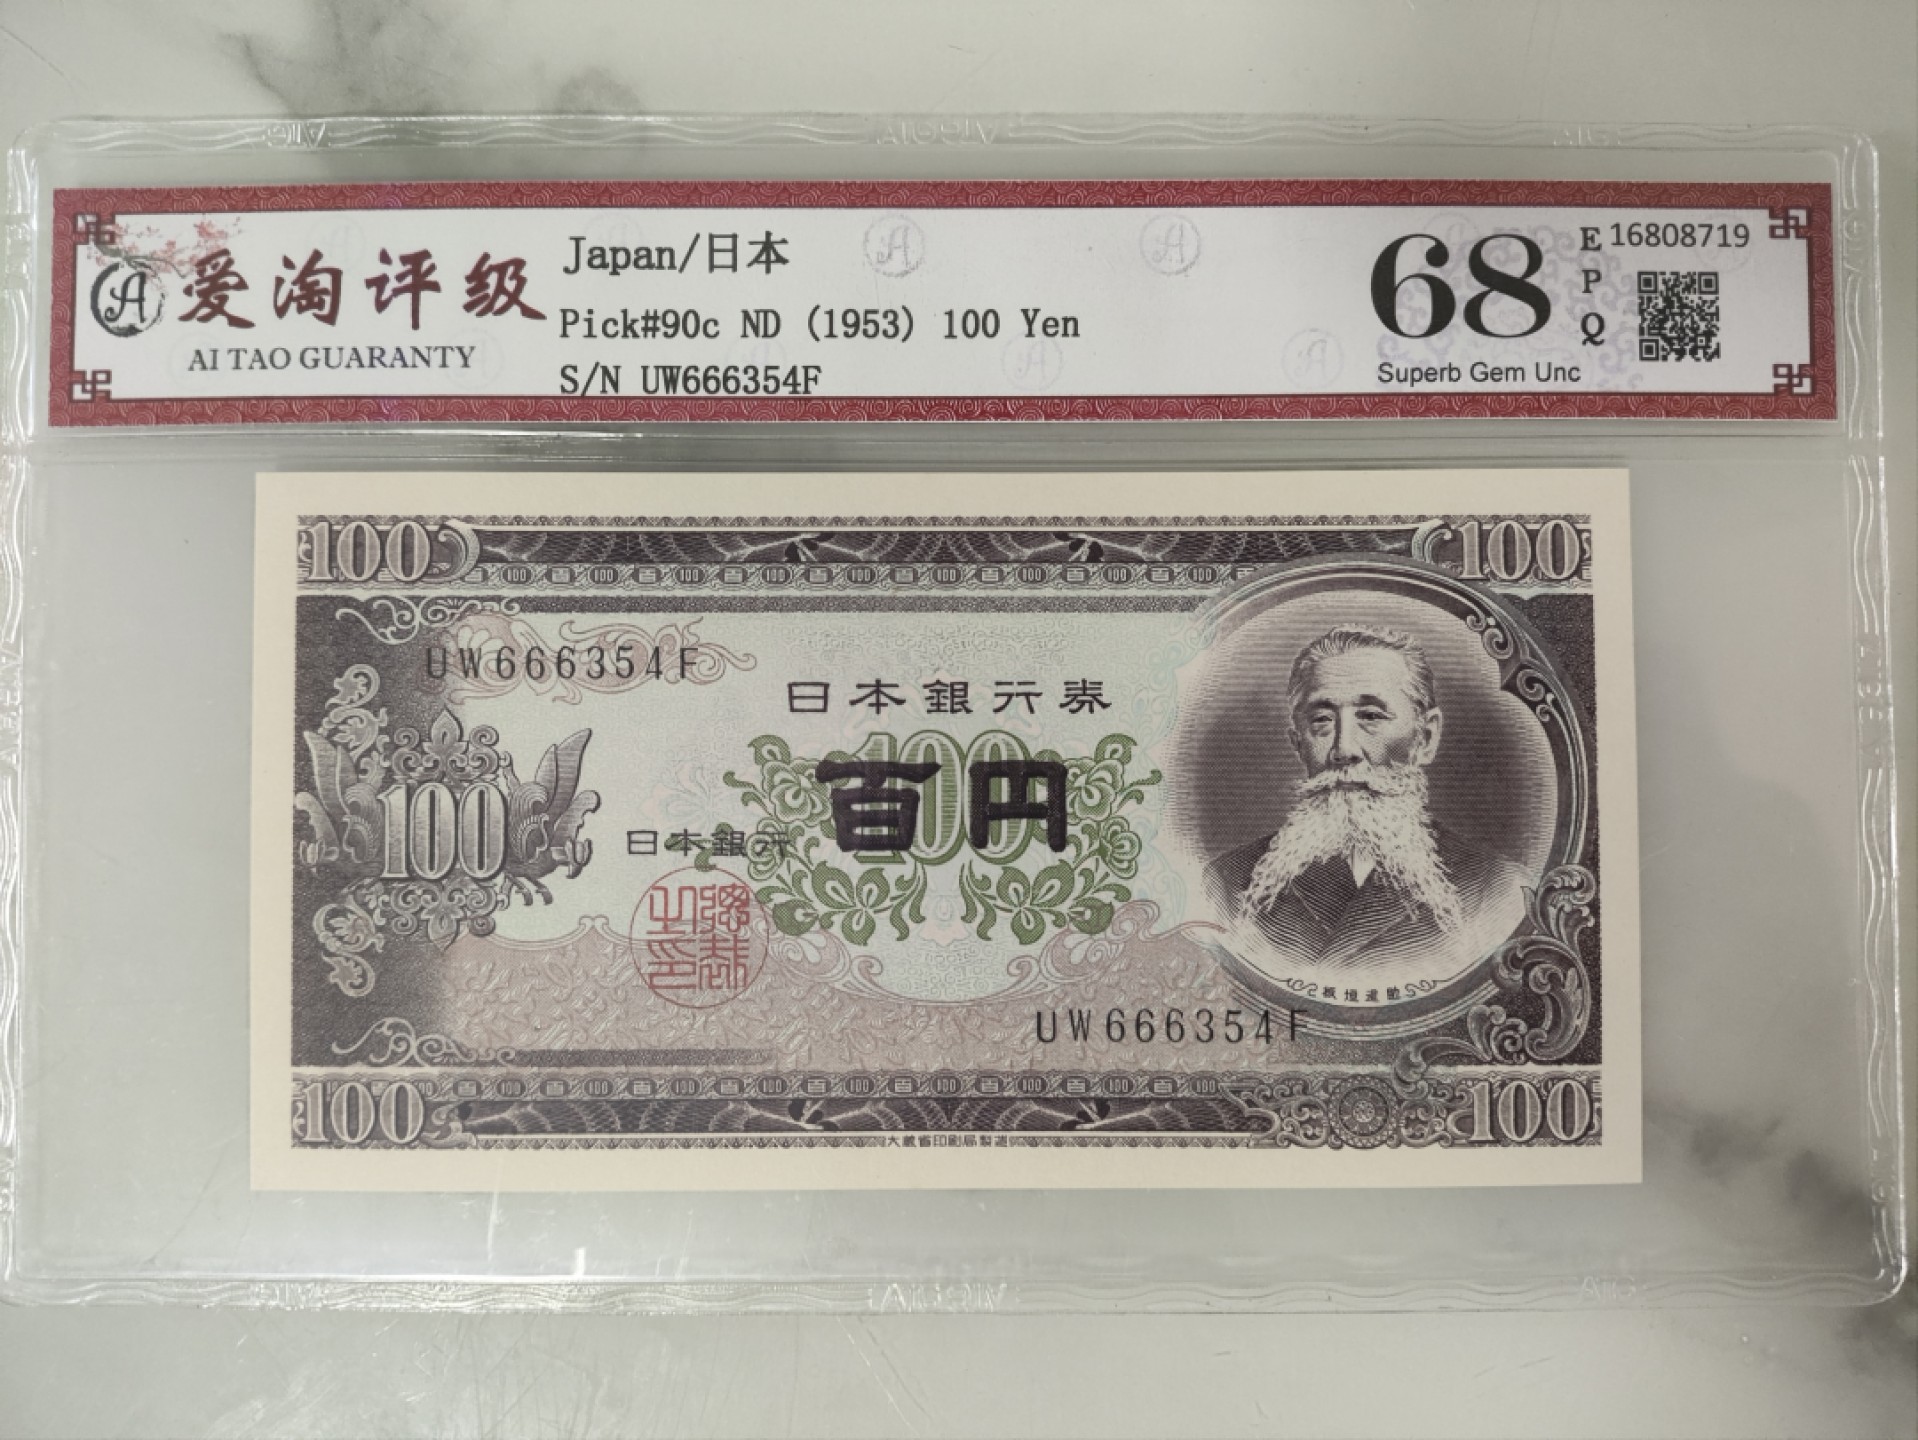 爱淘评级
AI TAO GUARANTY
Japan/日本
Pick#90c ND (1953) 100 Yen
S/N UW666354F
68
EPQ
Superb Gem Unc
16808719
100
100
UW666354F
日本銀行券
百円
100
100
日本銀行
板垣退助
UW666354F
100
100
大蔵省印刷局製造